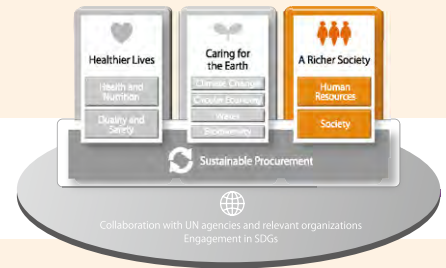 Healthier Lives
Health and
Nutrition
Quality and
Safety
Caring for
the Earth
Climate Change
Circular Economy
Water
Biodiversity
A Richer Society
Human
Resources
Society
Sustainable Procurement
Collaboration with UN agencies and relevant organizations
Engagement in SDGs